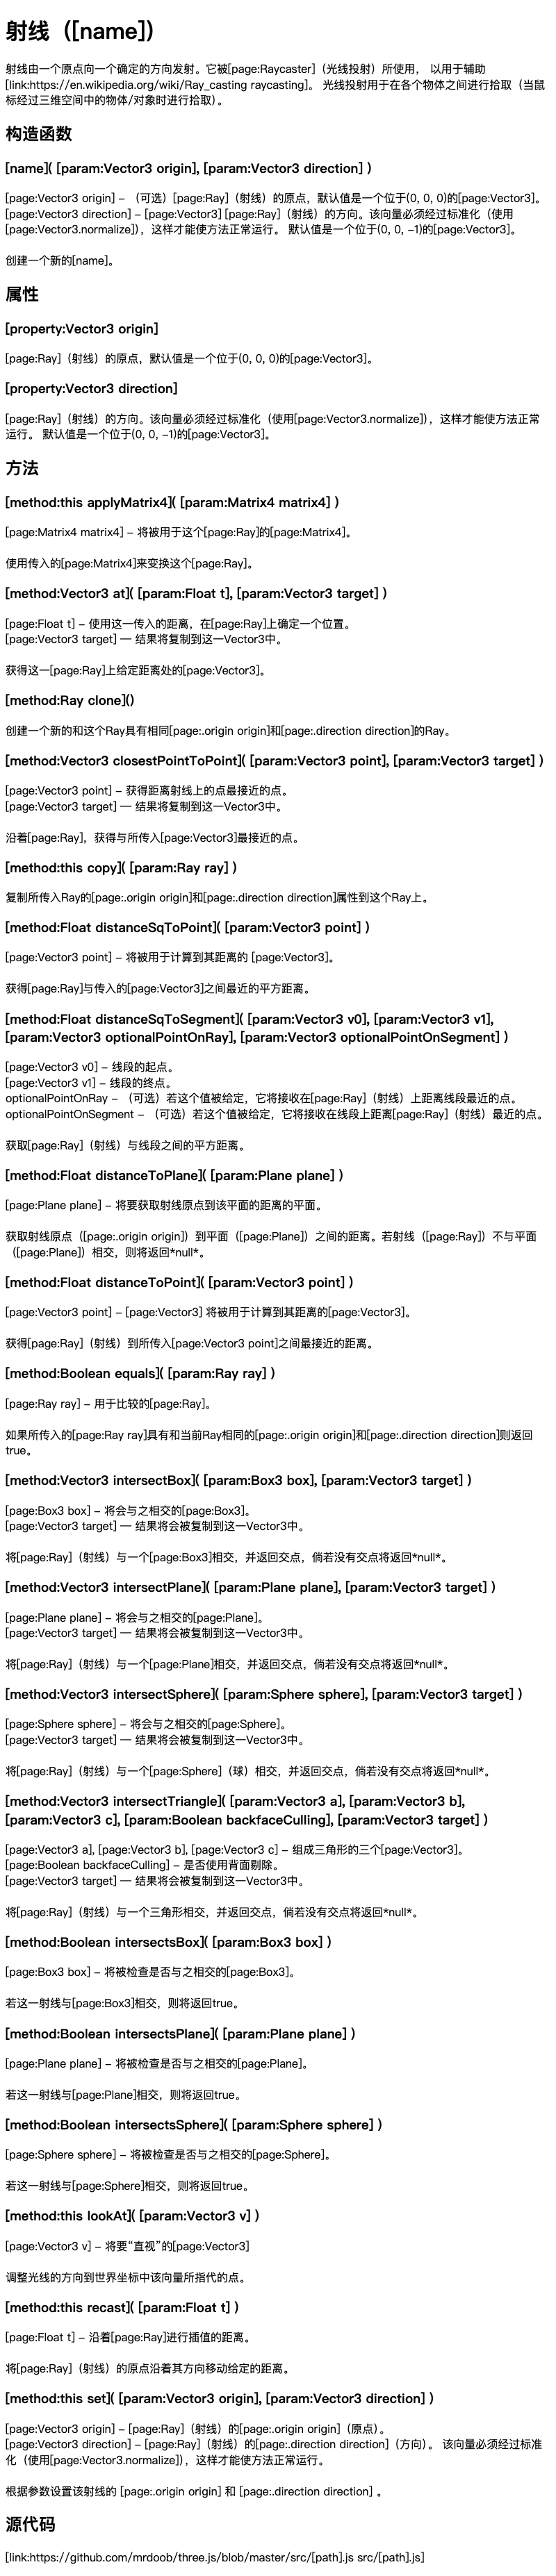 射线（[name]）
射线由一个原点向一个确定的方向发射。它被[page:Raycaster]（光线投射）所使用， 以用于辅助
[link:https://en.wikipedia.org/wiki/Ray_casting raycasting]。 光线投射用于在各个物体之间进行拾取（当鼠
标经过三维空间中的物体/对象时进行拾取）。
构造函数
[name]( [param:Vector3 origin], [param:Vector3 direction] )
[page:Vector3 origin] - （可选）[page:Ray]（射线）的原点，默认值是一个位于(0, 0, 0)的[page:Vector3]。
[page:Vector3 direction] - [page:Vector3] [page:Ray]（射线）的方向。该向量必须经过标准化（使用
[page:Vector3.normalize]），这样才能使方法正常运行。 默认值是一个位于(0, 0, -1)的[page:Vector3]。
创建一个新的[name]。
属性
[property:Vector3 origin]
[page:Ray]（射线）的原点，默认值是一个位于(0, 0, 0)的[page:Vector3]。
[property:Vector3 direction]
[page:Ray]（射线）的方向。该向量必须经过标准化（使用[page:Vector3.normalize]），这样才能使方法正常
运行。 默认值是一个位于(0, 0, -1)的[page:Vector3]。
方法
[method:this applyMatrix4]( [param:Matrix4 matrix4] )
[page:Matrix4 matrix4] - 将被用于这个[page:Ray]的[page:Matrix4]。
使用传入的[page:Matrix4]来变换这个[page:Ray]。
[method:Vector3 at]( [param:Float t], [param:Vector3 target] )
[page:Float t] - 使用这一传入的距离，在[page:Ray]上确定一个位置。
[page:Vector3 target] — 结果将复制到这一Vector3中。
获得这一[page:Ray]上给定距离处的[page:Vector3]。
[method:Ray clone]()
创建一个新的和这个Ray具有相同[page:.origin origin]和[page:.direction direction]的Ray。
[method:Vector3 closestPointToPoint]( [param:Vector3 point], [param:Vector3 target] )
[page:Vector3 point] - 获得距离射线上的点最接近的点。
[page:Vector3 target] — 结果将复制到这一Vector3中。
沿着[page:Ray]，获得与所传入[page:Vector3]最接近的点。
[method:this copy]( [param:Ray ray] )
复制所传入Ray的[page:.origin origin]和[page:.direction direction]属性到这个Ray上。
[method:Float distanceSqToPoint]( [param:Vector3 point] )
[page:Vector3 point] - 将被用于计算到其距离的 [page:Vector3]。
获得[page:Ray]与传入的[page:Vector3]之间最近的平方距离。
[method:Float distanceSqToSegment]( [param:Vector3 v0], [param:Vector3 v1],
[param:Vector3 optionalPointOnRay], [param:Vector3 optionalPointOnSegment] )
[page:Vector3 v0] - 线段的起点。
[page:Vector3 v1] - 线段的终点。
optionalPointOnRay - （可选）若这个值被给定，它将接收在[page:Ray]（射线）上距离线段最近的点。
optionalPointOnSegment - （可选）若这个值被给定，它将接收在线段上距离[page:Ray]（射线）最近的点。
获取[page:Ray]（射线）与线段之间的平方距离。
[method:Float distanceToPlane]( [param:Plane plane] )
[page:Plane plane] - 将要获取射线原点到该平面的距离的平面。
获取射线原点（[page:.origin origin]）到平面（[page:Plane]）之间的距离。若射线（[page:Ray]）不与平面
（[page:Plane]）相交，则将返回*null*。
[method:Float distanceToPoint]( [param:Vector3 point] )
[page:Vector3 point] - [page:Vector3] 将被用于计算到其距离的[page:Vector3]。
获得[page:Ray]（射线）到所传入[page:Vector3 point]之间最接近的距离。
[method:Boolean equals]( [param:Ray ray] )
[page:Ray ray] - 用于比较的[page:Ray]。
如果所传入的[page:Ray ray]具有和当前Ray相同的[page:.origin origin]和[page:.direction direction]则返回
true。
[method:Vector3 intersectBox]( [param:Box3 box], [param:Vector3 target] )
[page:Box3 box] - 将会与之相交的[page:Box3]。
[page:Vector3 target] — 结果将会被复制到这一Vector3中。
将[page:Ray]（射线）与一个[page:Box3]相交，并返回交点，倘若没有交点将返回*null*。
[method:Vector3 intersectPlane]( [param:Plane plane], [param:Vector3 target] )
[page:Plane plane] - 将会与之相交的[page:Plane]。
[page:Vector3 target] — 结果将会被复制到这一Vector3中。
将[page:Ray]（射线）与一个[page:Plane]相交，并返回交点，倘若没有交点将返回*null*。
[method:Vector3 intersectSphere]( [param:Sphere sphere], [param:Vector3 target] )
[page:Sphere sphere] - 将会与之相交的[page:Sphere]。
[page:Vector3 target] — 结果将会被复制到这一Vector3中。
将[page:Ray]（射线）与一个[page:Sphere]（球）相交，并返回交点，倘若没有交点将返回*null*。
[method:Vector3 intersectTriangle]( [param:Vector3 a], [param:Vector3 b],
[param:Vector3 c], [param:Boolean backfaceCulling], [param:Vector3 target] )
[page:Vector3 a], [page:Vector3 b], [page:Vector3 c] - 组成三角形的三个[page:Vector3]。
[page:Boolean backfaceCulling] - 是否使用背面剔除。
[page:Vector3 target] — 结果将会被复制到这一Vector3中。
将[page:Ray]（射线）与一个三角形相交，并返回交点，倘若没有交点将返回*null*。
[method:Boolean intersectsBox]( [param:Box3 box] )
[page:Box3 box] - 将被检查是否与之相交的[page:Box3]。
若这一射线与[page:Box3]相交，则将返回true。
[method:Boolean intersectsPlane]( [param:Plane plane] )
[page:Plane plane] - 将被检查是否与之相交的[page:Plane]。
若这一射线与[page:Plane]相交，则将返回true。
[method:Boolean intersectsSphere]( [param:Sphere sphere] )
[page:Sphere sphere] - 将被检查是否与之相交的[page:Sphere]。
若这一射线与[page:Sphere]相交，则将返回true。
[method:this lookAt]( [param:Vector3 v] )
[page:Vector3 v] - 将要“直视”的[page:Vector3]
调整光线的方向到世界坐标中该向量所指代的点。
[method:this recast]( [param:Float t] )
[page:Float t] - 沿着[page:Ray]进行插值的距离。
将[page:Ray]（射线）的原点沿着其方向移动给定的距离。
[method:this set]( [param:Vector3 origin], [param:Vector3 direction] )
[page:Vector3 origin] - [page:Ray]（射线）的[page:.origin origin]（原点）。
[page:Vector3 direction] - [page:Ray]（射线）的[page:.direction direction]（方向）。 该向量必须经过标准
化（使用[page:Vector3.normalize]），这样才能使方法正常运行。
根据参数设置该射线的 [page:.origin origin] 和 [page:.direction direction] 。
源代码
[link:https://github.com/mrdoob/three.js/blob/master/src/[path].js src/[path].js]